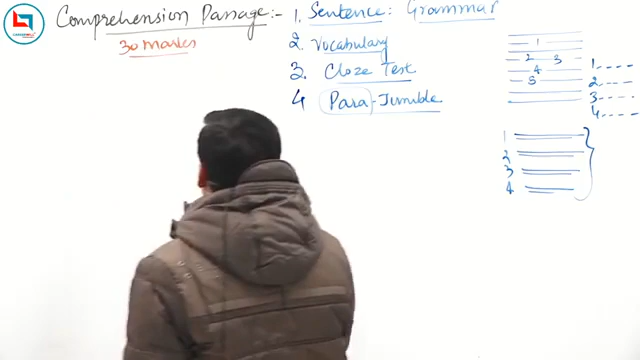 Comprehension Passage:-
30 marks
1. Sentence: Grammar
2. Vocabulary
3. Cloze Test
4 Para-Jumble
1
2 3
4
5
1.
2.
3.
4.
1
2
3
4